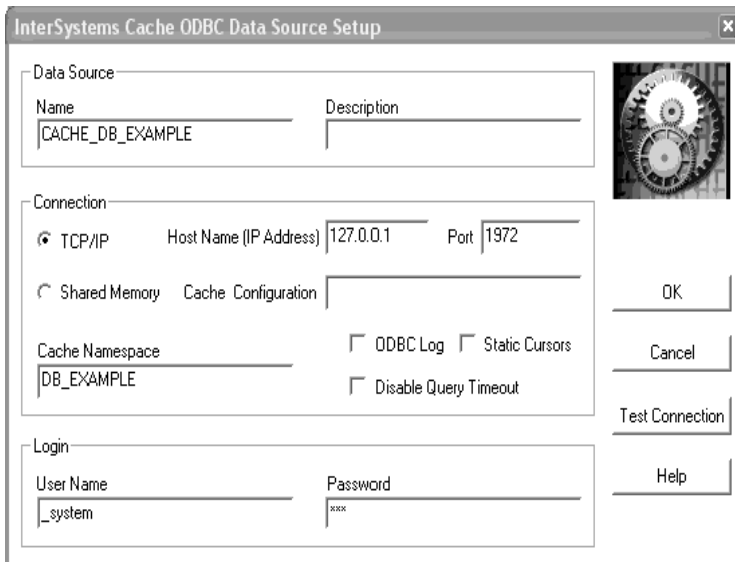 InterSystems Cache ODBC Data Source Setup
Data Source
Name Description
CACHE_DB_EXAMPLE
Connection
TCP/IP Host Name (IP Address) 127.0.0.1 Port 1972
Shared Memory Cache Configuration
OK
ODBC Log Static Cursors
Cache Namespace
Cancel
DB_EXAMPLE
Disable Query Timeout
Test Connection
Login
User Name Password
Help
_system ***